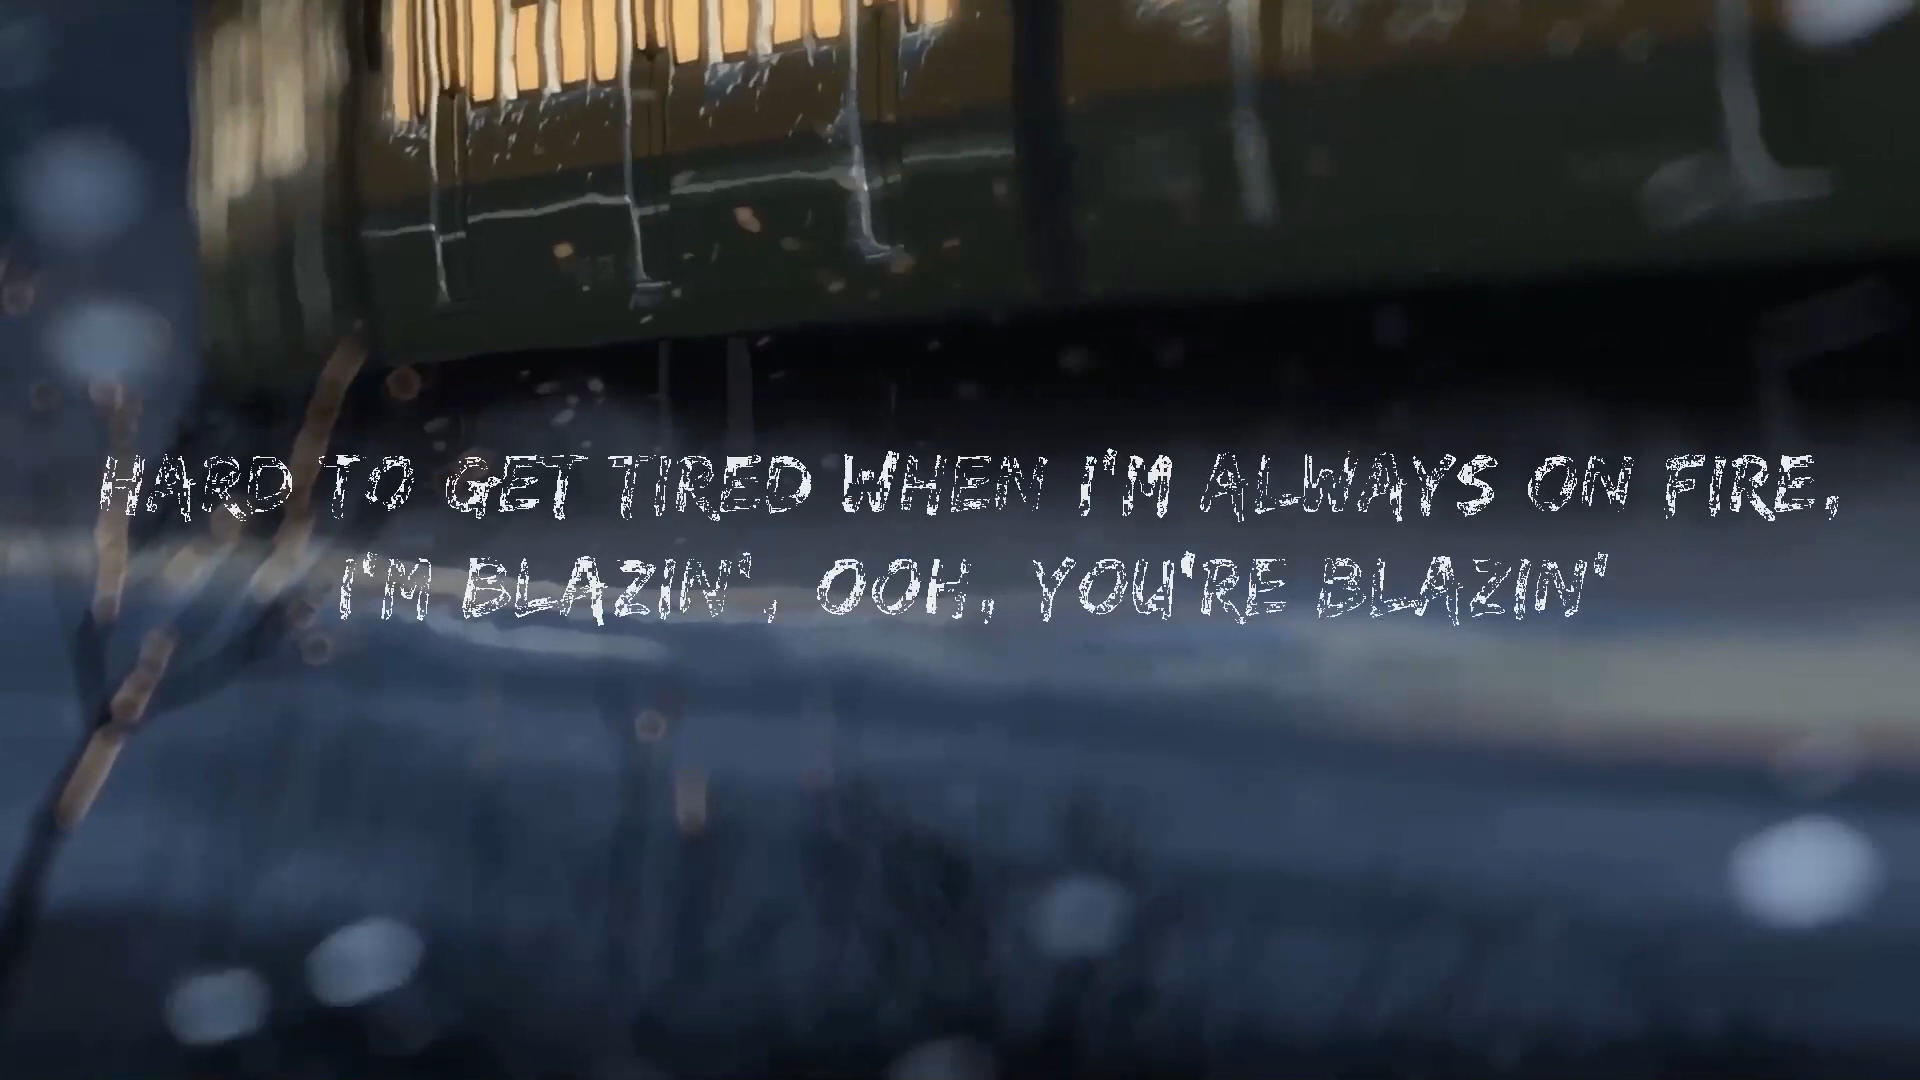 HARD TO GET TIRED WHEN I'M ALWAYS ON FIRE,
I'M BLAZIN', OOH, YOU'RE BLAZIN'